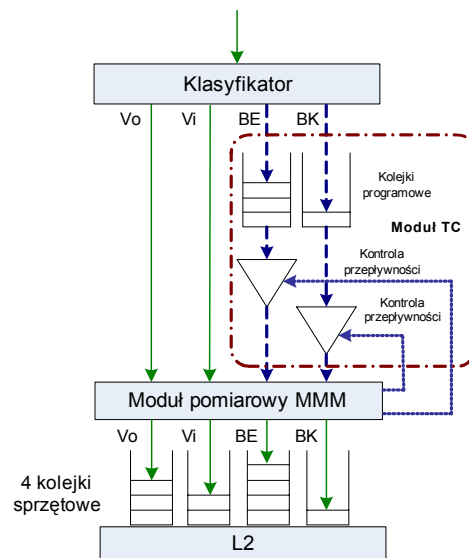 Klasyfikator
Vo Vi BE BK
Kolejki
programowe
Moduł TC
Kontrola
przepływności
Kontrola
przepływności
Moduł pomiarowy MMM
Vo Vi BE BK
4 kolejki
sprzętowe
L2